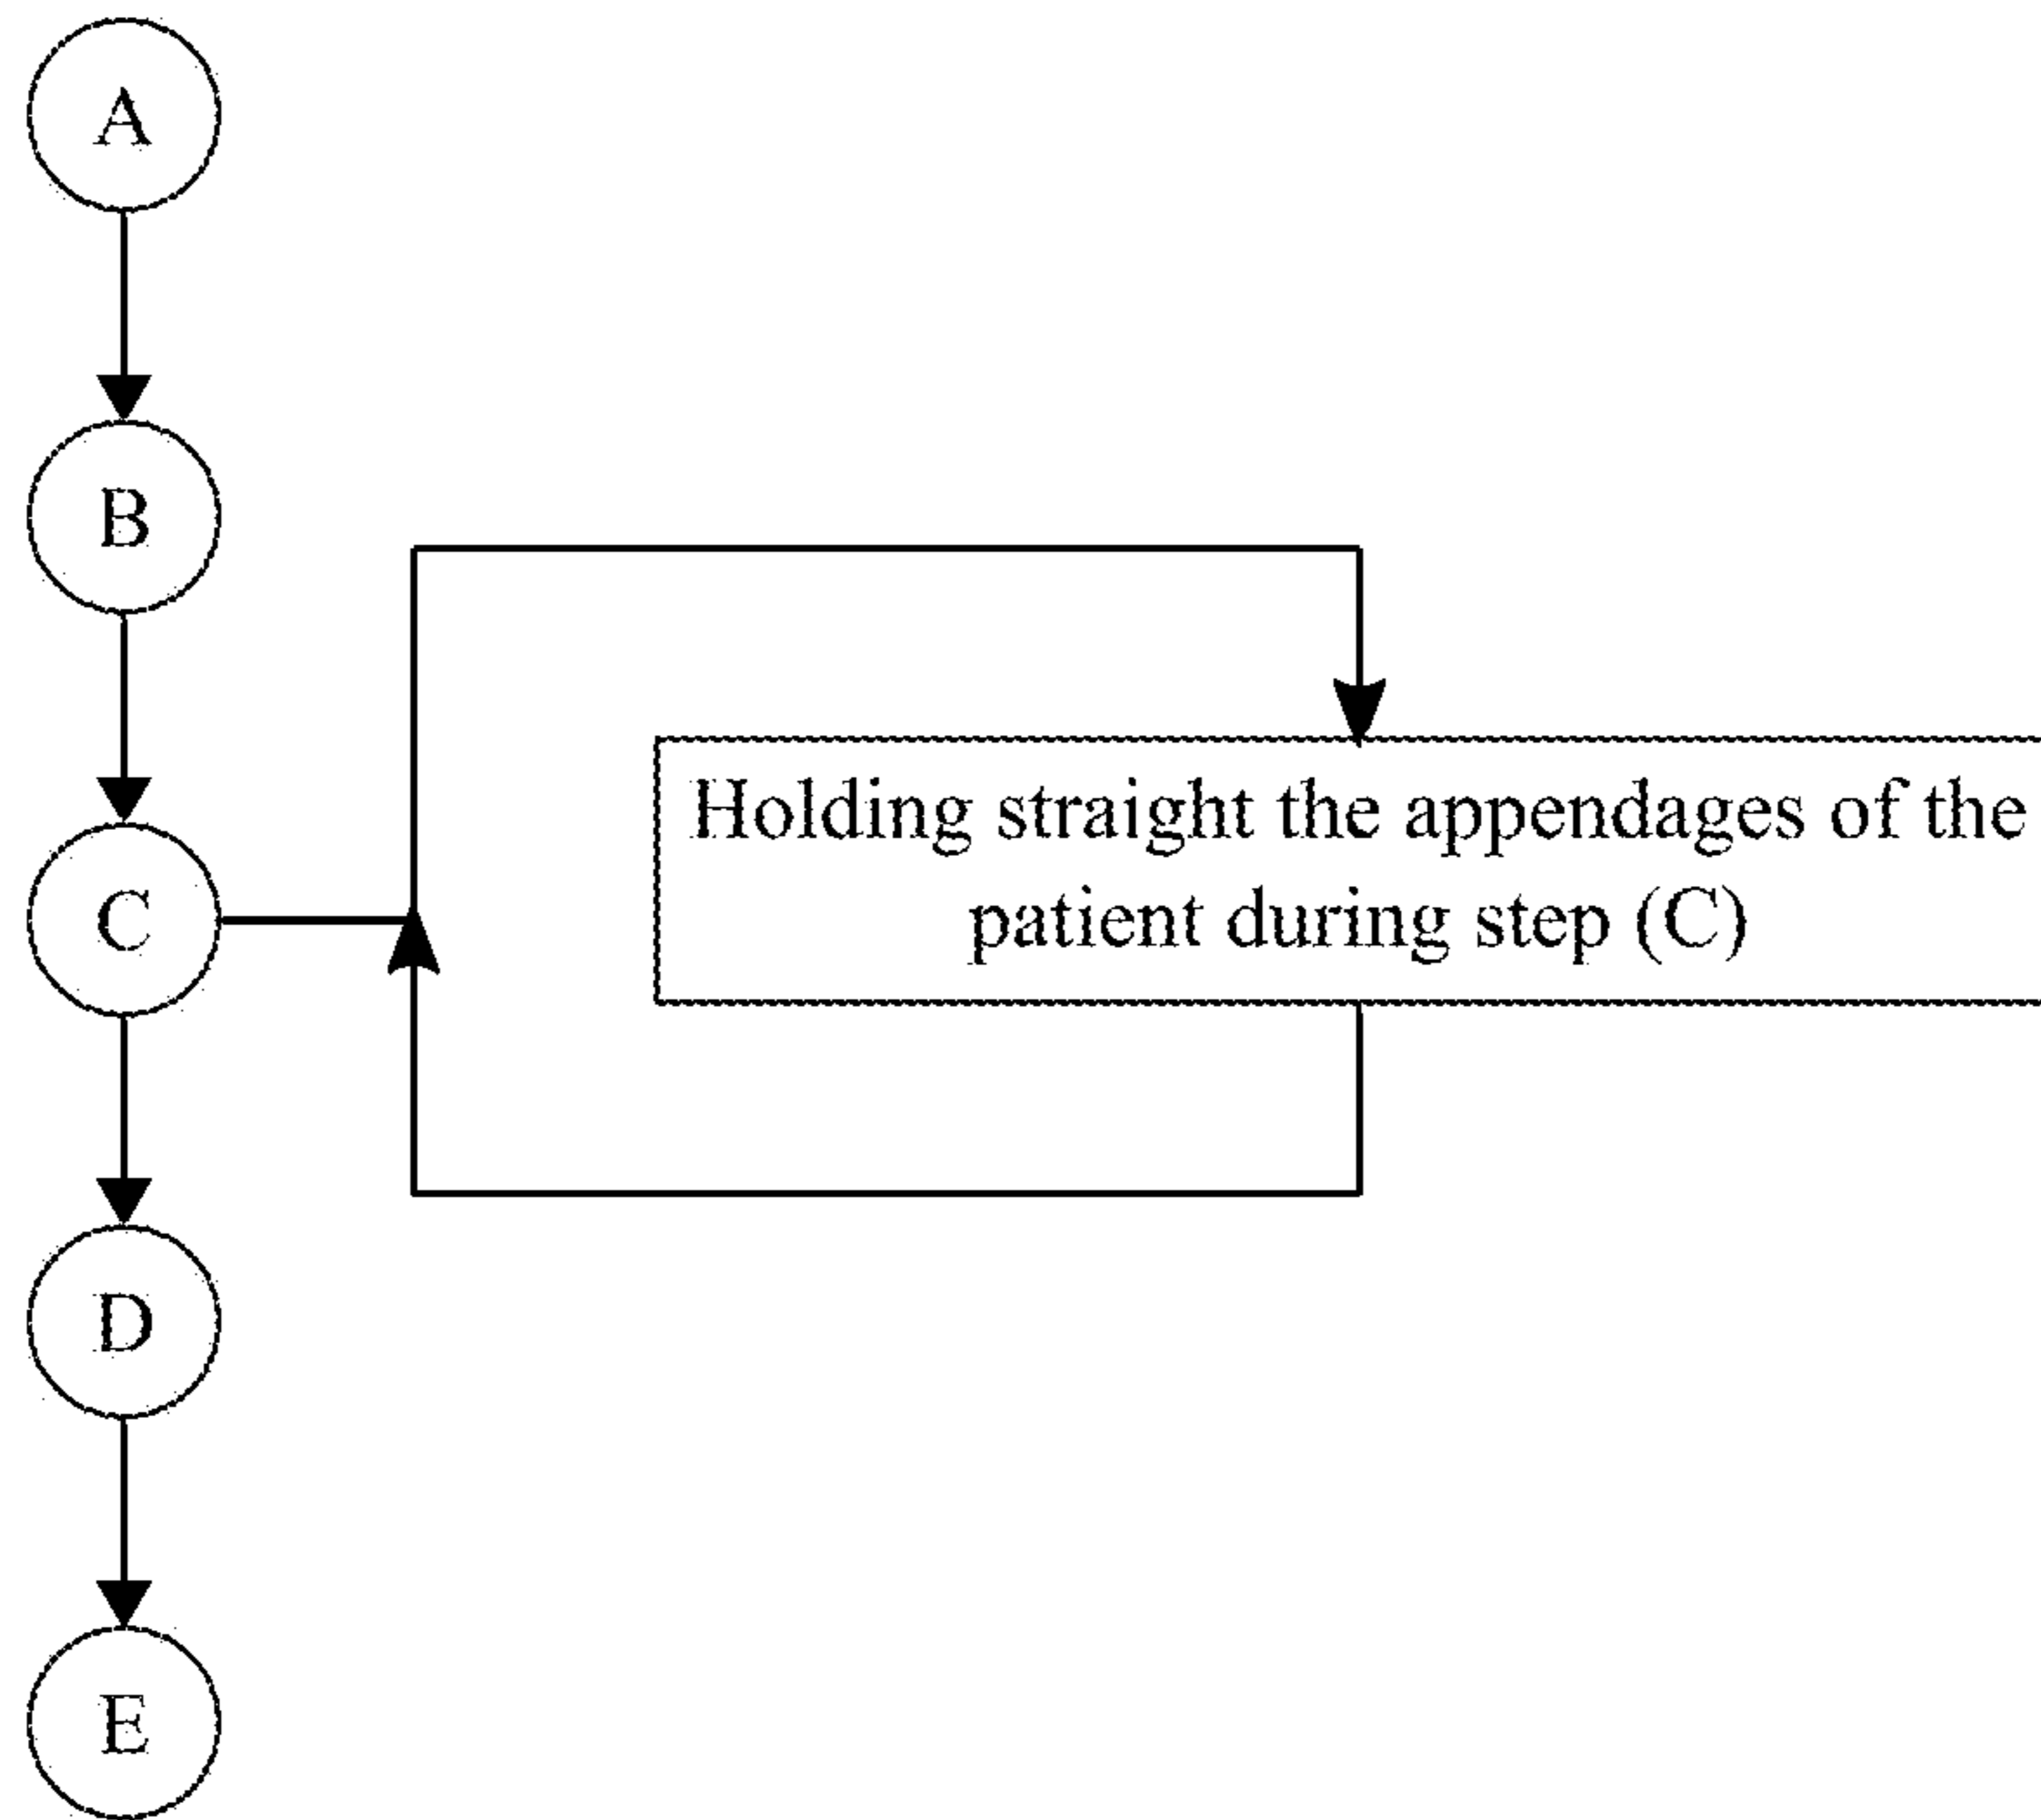 A
B
Holding straight the appendages of the
patient during step (C)
C
D
E